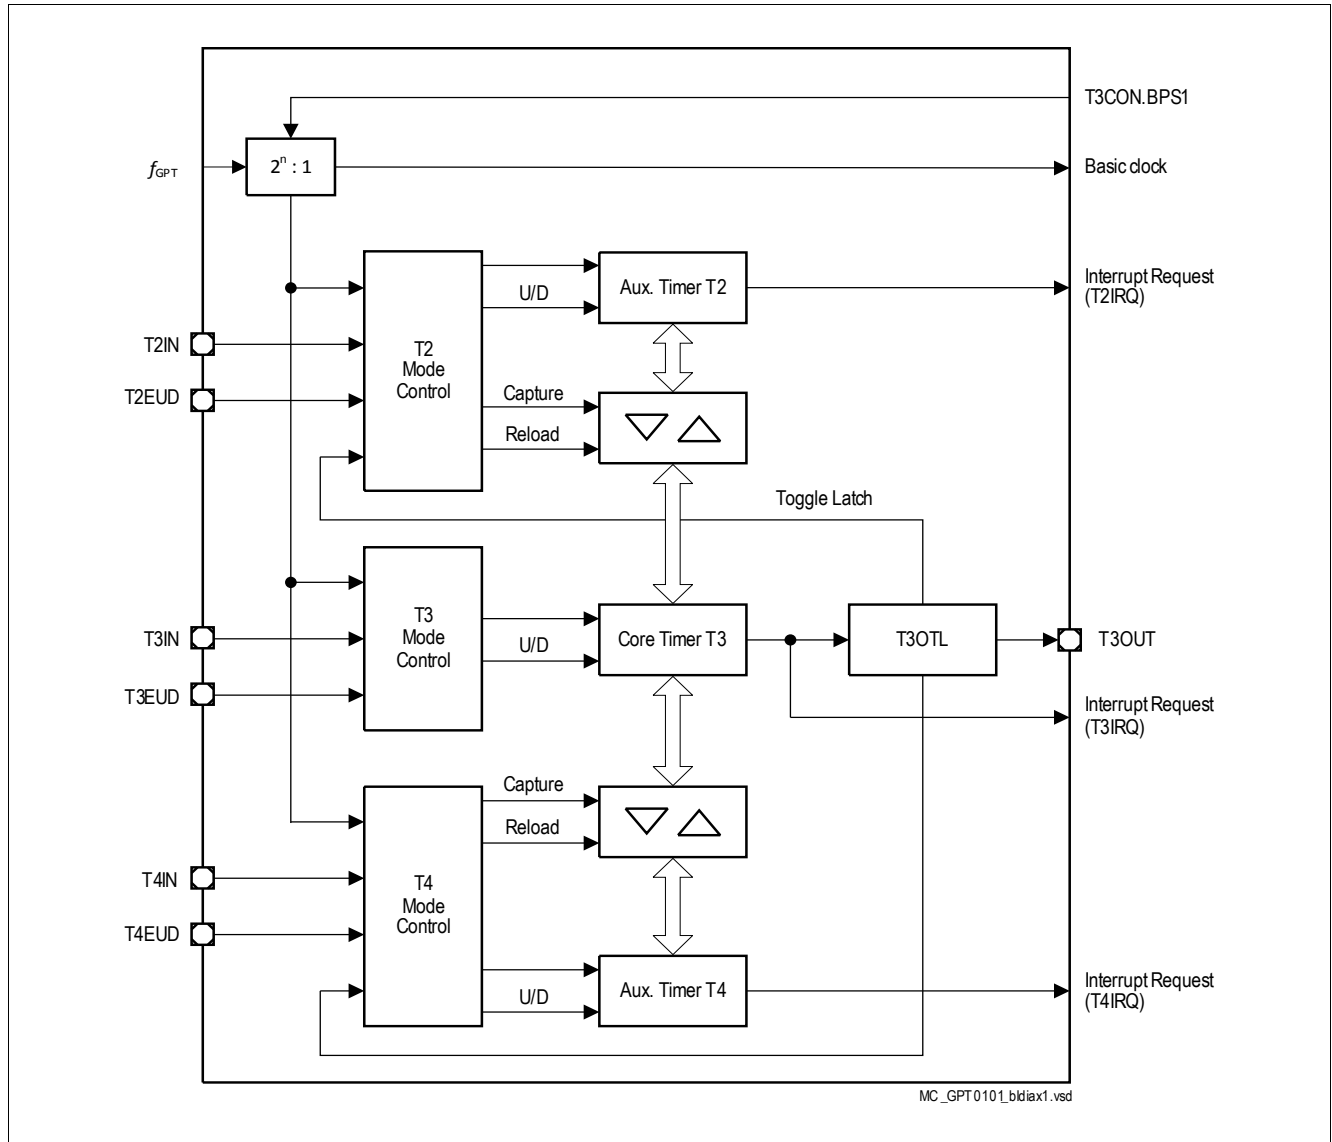 T3CON.BPS1
fGPT
2ⁿ : 1
Basic clock
Aux. Timer T2
U/D
Interrupt Request
(T2IRQ)
T2IN
T2
Mode
Control
T2EUD
Capture
Reload
Toggle Latch
T3IN
T3
Mode
Control
U/D
Core Timer T3
T3OTL
T3OUT
T3EUD
Interrupt Request
(T3IRQ)
Capture
Reload
T4IN
T4
Mode
Control
T4EUD
U/D
Aux. Timer T4
Interrupt Request
(T4IRQ)
MC_GPT0101_bldiax1.vsd